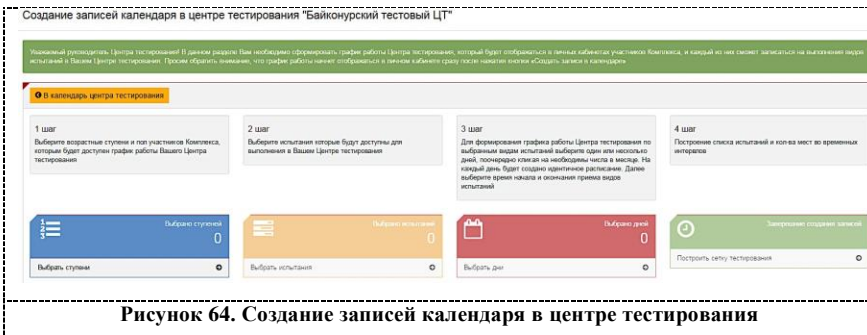 Создание записей календаря в центре тестирования "Байконурский тестовый ЦТ"
Уважаемый руководитель Центра тестирования! В данном разделе Вам необходимо сформировать график работы Центра тестирования, который будет отображаться в личных кабинетах участников Комплекса, и каждый из них сможет записаться на выполнение видов
испытаний в Вашем Центре тестирования. Просим обратить внимание, что график работы начнет отображаться в личном кабинете сразу после нажатия кнопки «Создать записи в календаре»
В календарь центра тестирования
1 шаг
Выберите возрастные ступени и пол участников Комплекса,
которым будет доступен график работы Вашего Центра
тестирования
2 шаг
Выберите испытания которые будут доступны для
выполнения в Вашем Центре тестирования
3 шаг
Для формирования графика работы Центра тестирования по
выбранным видам испытаний выберите один или несколько
дней, поочередно кликая на необходимы числа в месяце. На
каждый день будет создано идентичное расписание. Далее
выберите время начала и окончания приема видов
испытаний
4 шаг
Построение списка испытаний и кол-ва мест во временных
интервлов
Выбрано ступеней
0
Выбрать ступени
Выбрано испытаний
0
Выбрать испытания
Выбрано дней
0
Выбрать дни
Завершение создания записей
Построить сетку тестирования
Рисунок 64. Создание записей календаря в центре тестирования